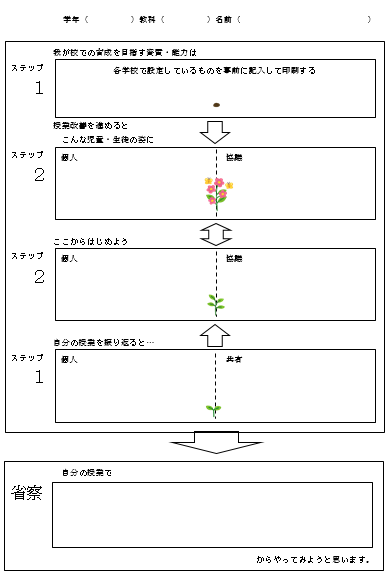 学年（　　　　）教科（　　　　）名前（　　　　　　　　　　　　）
我が校での育成を目指す資質・能力は
ステップ
1
各学校で設定しているものを事前に記入して印刷する
授業改善を進めると
こんな児童・生徒の姿に
ステップ
2
個人
協議
ここからはじめよう
ステップ
2
個人
協議
自分の授業を振り返ると…
ステップ
1
個人
共有
省察
自分の授業で
からやってみようと思います。